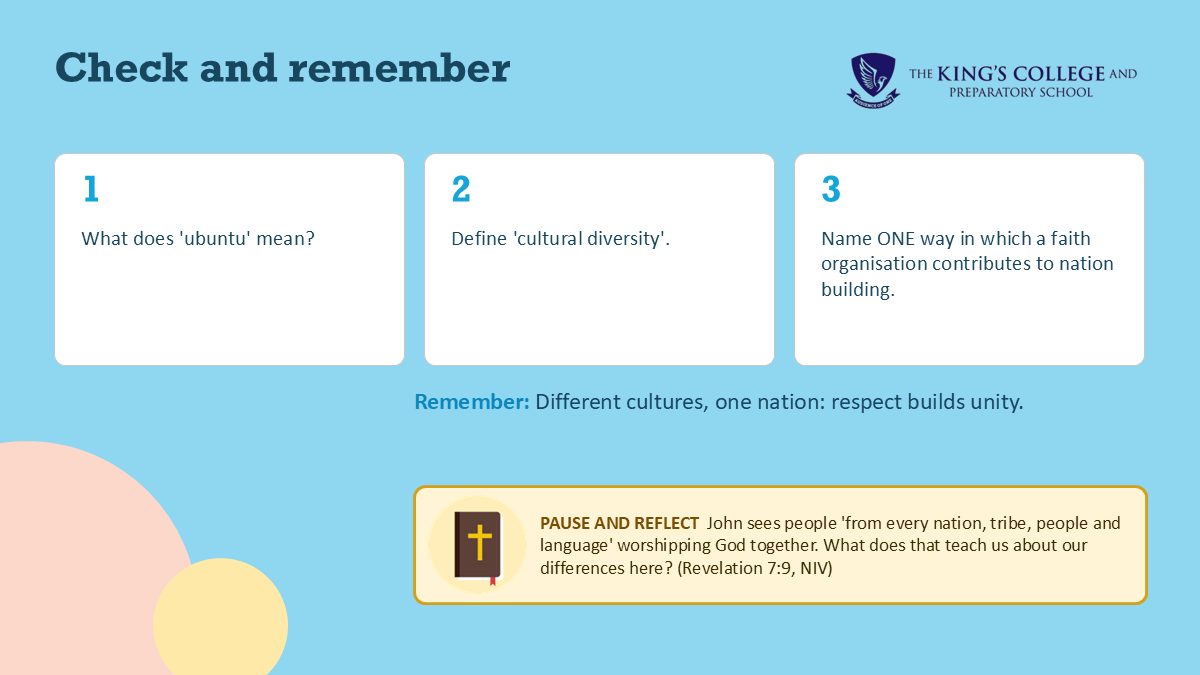 Check and remember
THE KING'S COLLEGE AND
PREPARATORY SCHOOL
1
What does 'ubuntu' mean?
2
Define 'cultural diversity'.
3
Name ONE way in which a faith
organisation contributes to nation
building.
Remember: Different cultures, one nation: respect builds unity.
PAUSE AND REFLECT John sees people 'from every nation, tribe, people and
language' worshipping God together. What does that teach us about our
differences here? (Revelation 7:9, NIV)